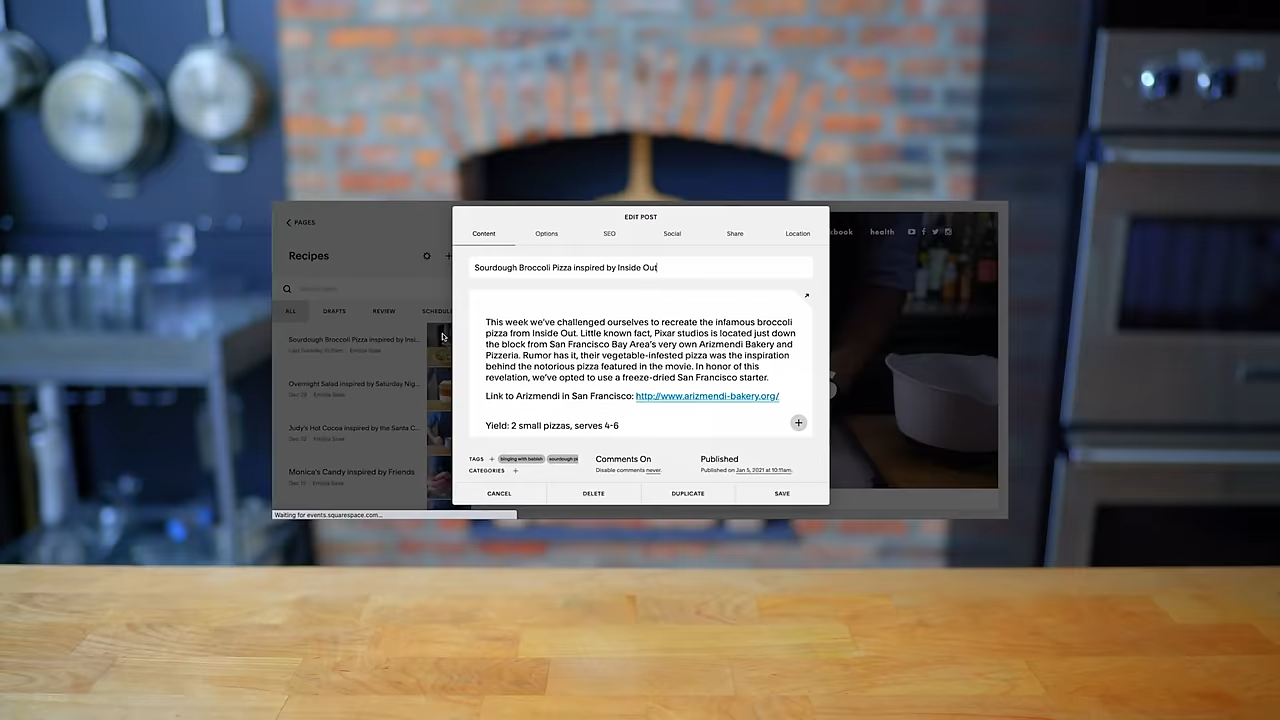 PAGES
Recipes
ALL DRAFTS REVIEW SCHEDUL
Sourdough Broccoli Pizza inspired by Insi...
Overnight Salad inspired by Saturday Nig...
Judy's Hot Cocoa inspired by the Santa C...
Monica's Candy inspired by Friends
Waiting for events.squarespace.com...
EDIT POST
Content Options SEO Social Share Location
Sourdough Broccoli Pizza inspired by Inside Out
This week we've challenged ourselves to recreate the infamous broccoli
pizza from Inside Out. Little known fact, Pixar studios is located just down
the block from San Francisco Bay Area's very own Arizmendi Bakery and
Pizzeria. Rumor has it, their vegetable-infested pizza was the inspiration
behind the notorious pizza featured in the movie. In honor of this
revelation, we've opted to use a freeze-dried San Francisco starter.
Link to Arizmendi in San Francisco: http://www.arizmendi-bakery.org/
Yield: 2 small pizzas, serves 4-6
TAGS + binging with babish sourdough pi
CATEGORIES +
Comments On
Disable comments never.
Published
Published on Jan 5, 2021 at 10:11am.
CANCEL DELETE DUPLICATE SAVE
kbook health